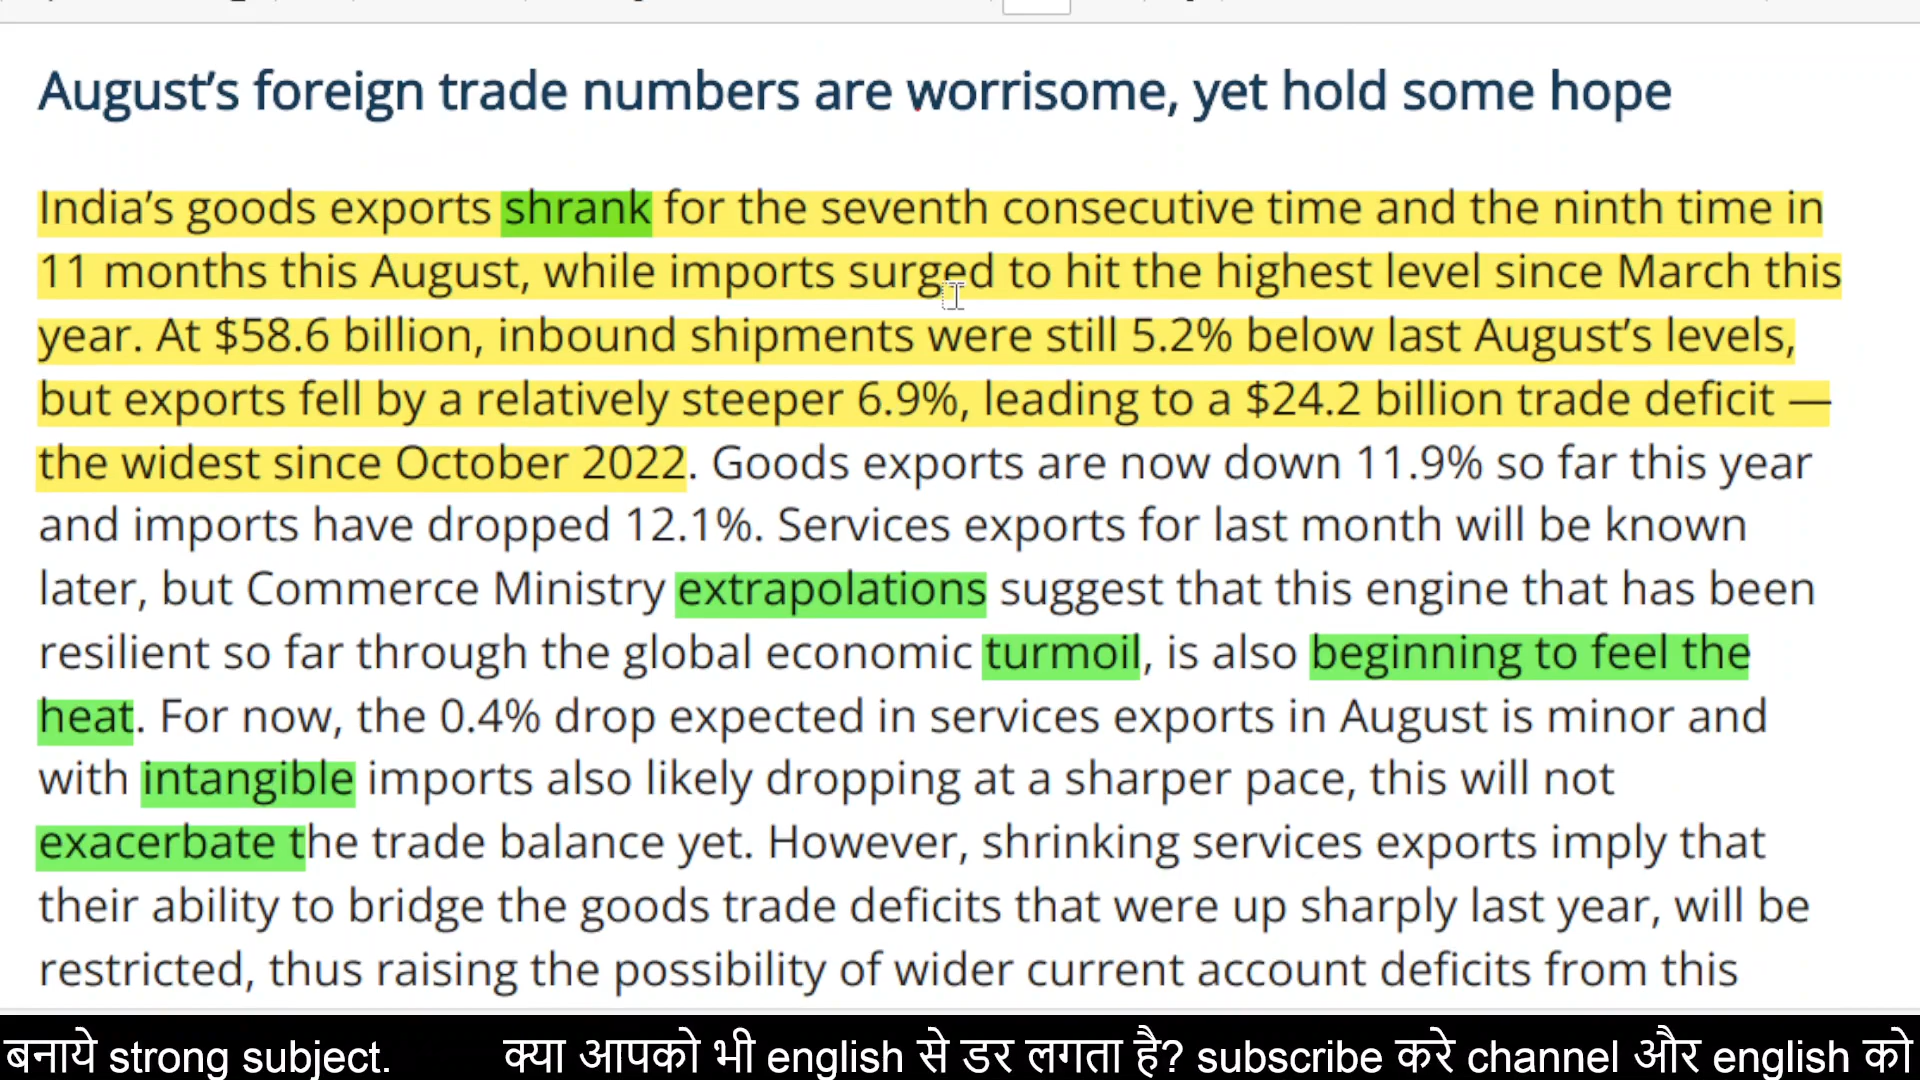 August’s foreign trade numbers are worrisome, yet hold some hope
India’s goods exports shrank for the seventh consecutive time and the ninth time in
11 months this August, while imports surged to hit the highest level since March this
year. At $58.6 billion, inbound shipments were still 5.2% below last August’s levels,
but exports fell by a relatively steeper 6.9%, leading to a $24.2 billion trade deficit —
the widest since October 2022. Goods exports are now down 11.9% so far this year
and imports have dropped 12.1%. Services exports for last month will be known
later, but Commerce Ministry extrapolations suggest that this engine that has been
resilient so far through the global economic turmoil, is also beginning to feel the
heat. For now, the 0.4% drop expected in services exports in August is minor and
with intangible imports also likely dropping at a sharper pace, this will not
exacerbate the trade balance yet. However, shrinking services exports imply that
their ability to bridge the goods trade deficits that were up sharply last year, will be
restricted, thus raising the possibility of wider current account deficits from this
बनाये strong subject. क्या आपको भी english से डर लगता है? subscribe करे channel और english को